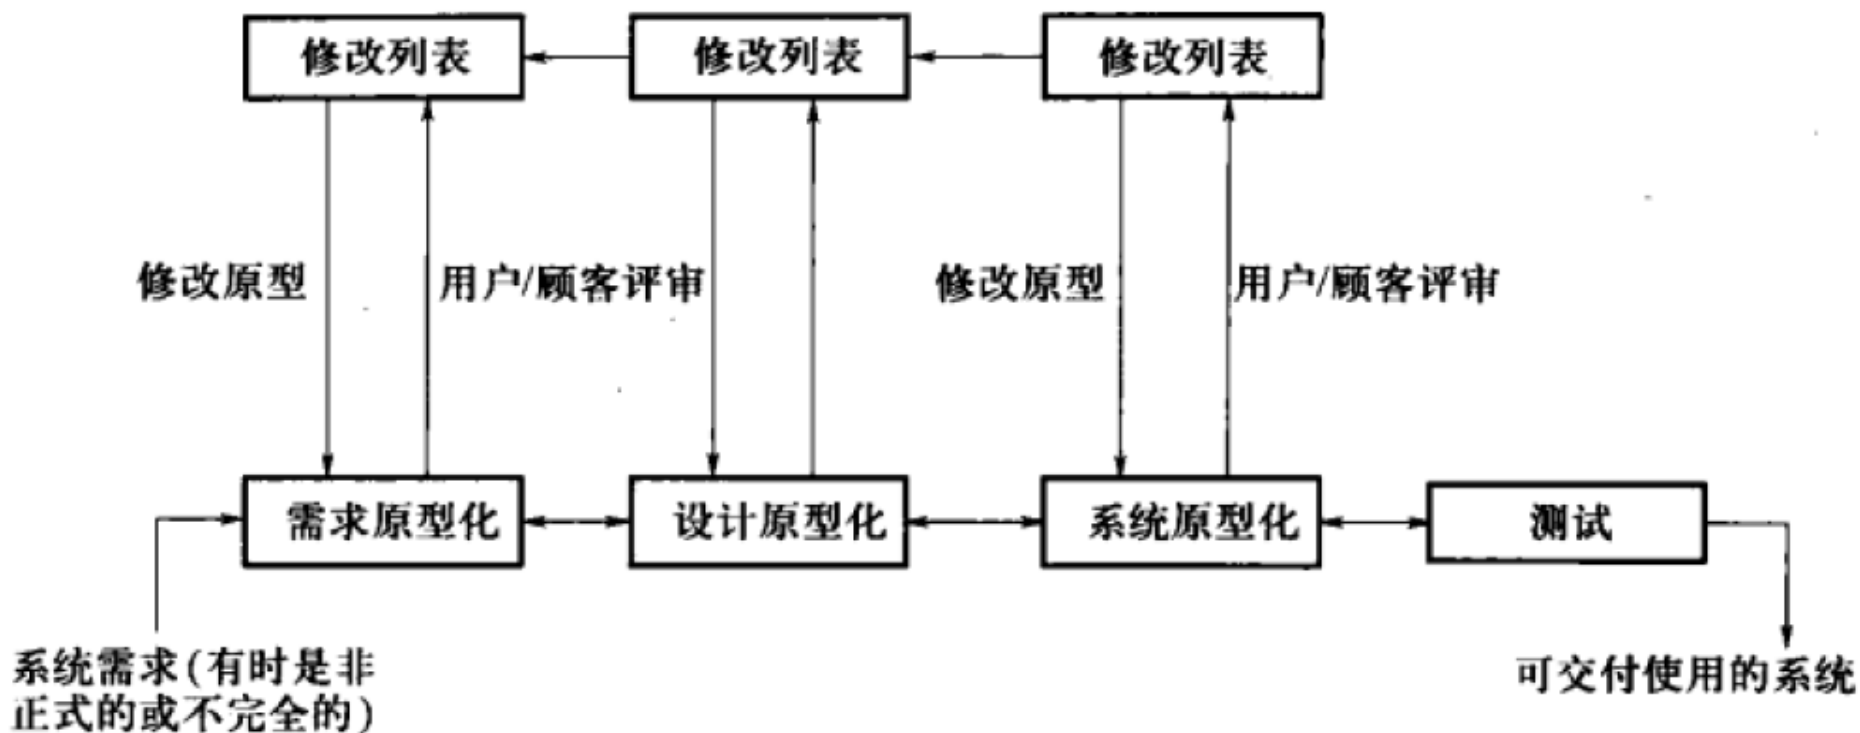 修改列表
修改列表
修改列表
修改原型
用户/顾客评审
修改原型
用户/顾客评审
需求原型化
设计原型化
系统原型化
测试
系统需求(有时是非
正式的或不完全的)
可交付使用的系统